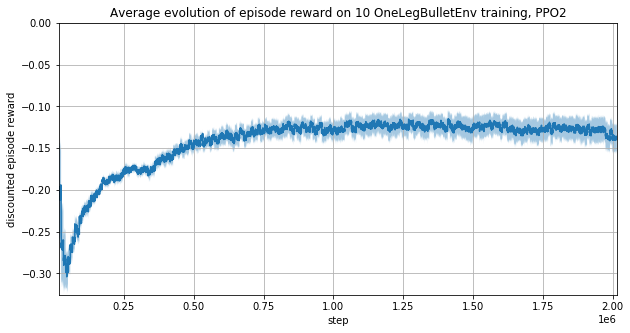 Average evolution of episode reward on 10 OneLegBulletEnv training, PPO2
discounted episode reward
0.00
−0.05
−0.10
−0.15
−0.20
−0.25
−0.30
0.25 0.50 0.75 1.00 1.25 1.50 1.75 2.00
1e6
step